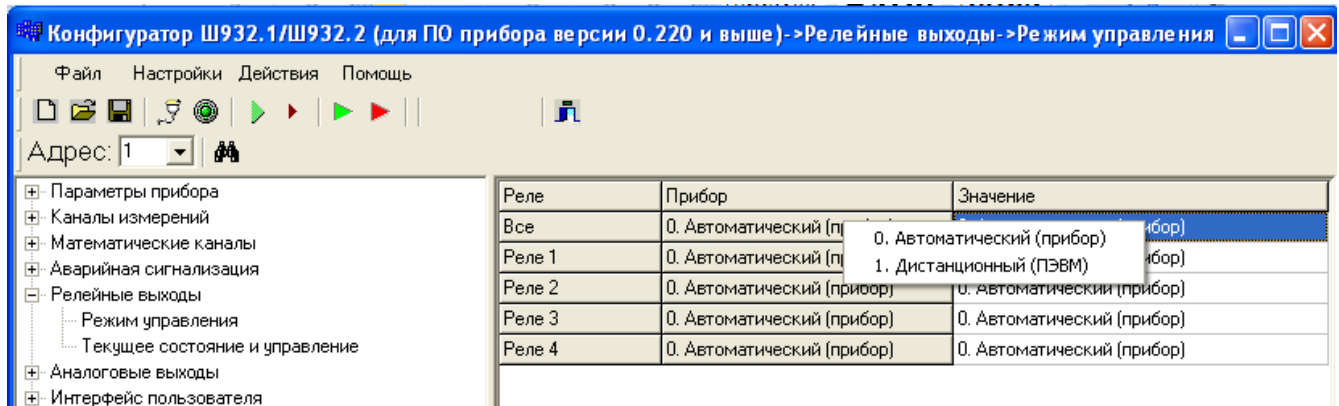 Конфигуратор Ш932.1/Ш932.2 (для ПО прибора версии 0.220 и выше)->Релейные выходы->Режим управления
Файл Настройки Действия Помощь
Адрес: 1
Параметры прибора
Каналы измерений
Математические каналы
Аварийная сигнализация
Релейные выходы
Режим управления
Текущее состояние и управление
Аналоговые выходы
Интерфейс пользователя
Реле Прибор Значение
Все 0. Автоматический
Реле 1 0. Автоматический
Реле 2 0. Автоматический (прибор) 0. Автоматический (прибор)
Реле 3 0. Автоматический (прибор) 0. Автоматический (прибор)
Реле 4 0. Автоматический (прибор) 0. Автоматический (прибор)
0. Автоматический (прибор)
1. Дистанционный (ПЭВМ)